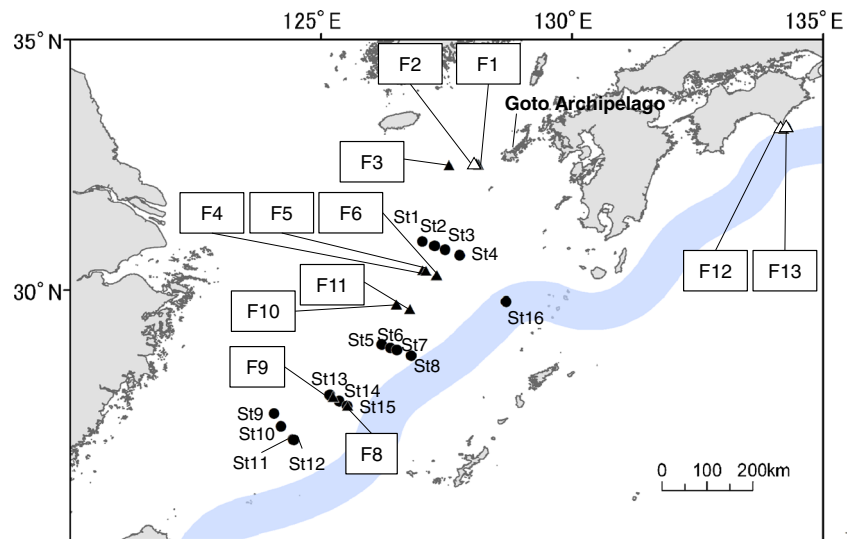 125°E
130°E
135°E
35°N
F2
F1
Goto Archipelago
F3
F4
F5
F6
St1
St2
St3
St4
F12
F13
30°N
F11
F10
St16
St5
St6
St7
St8
F9
St13
St14
St15
St9
St10
St11
St12
F8
0
100
200km